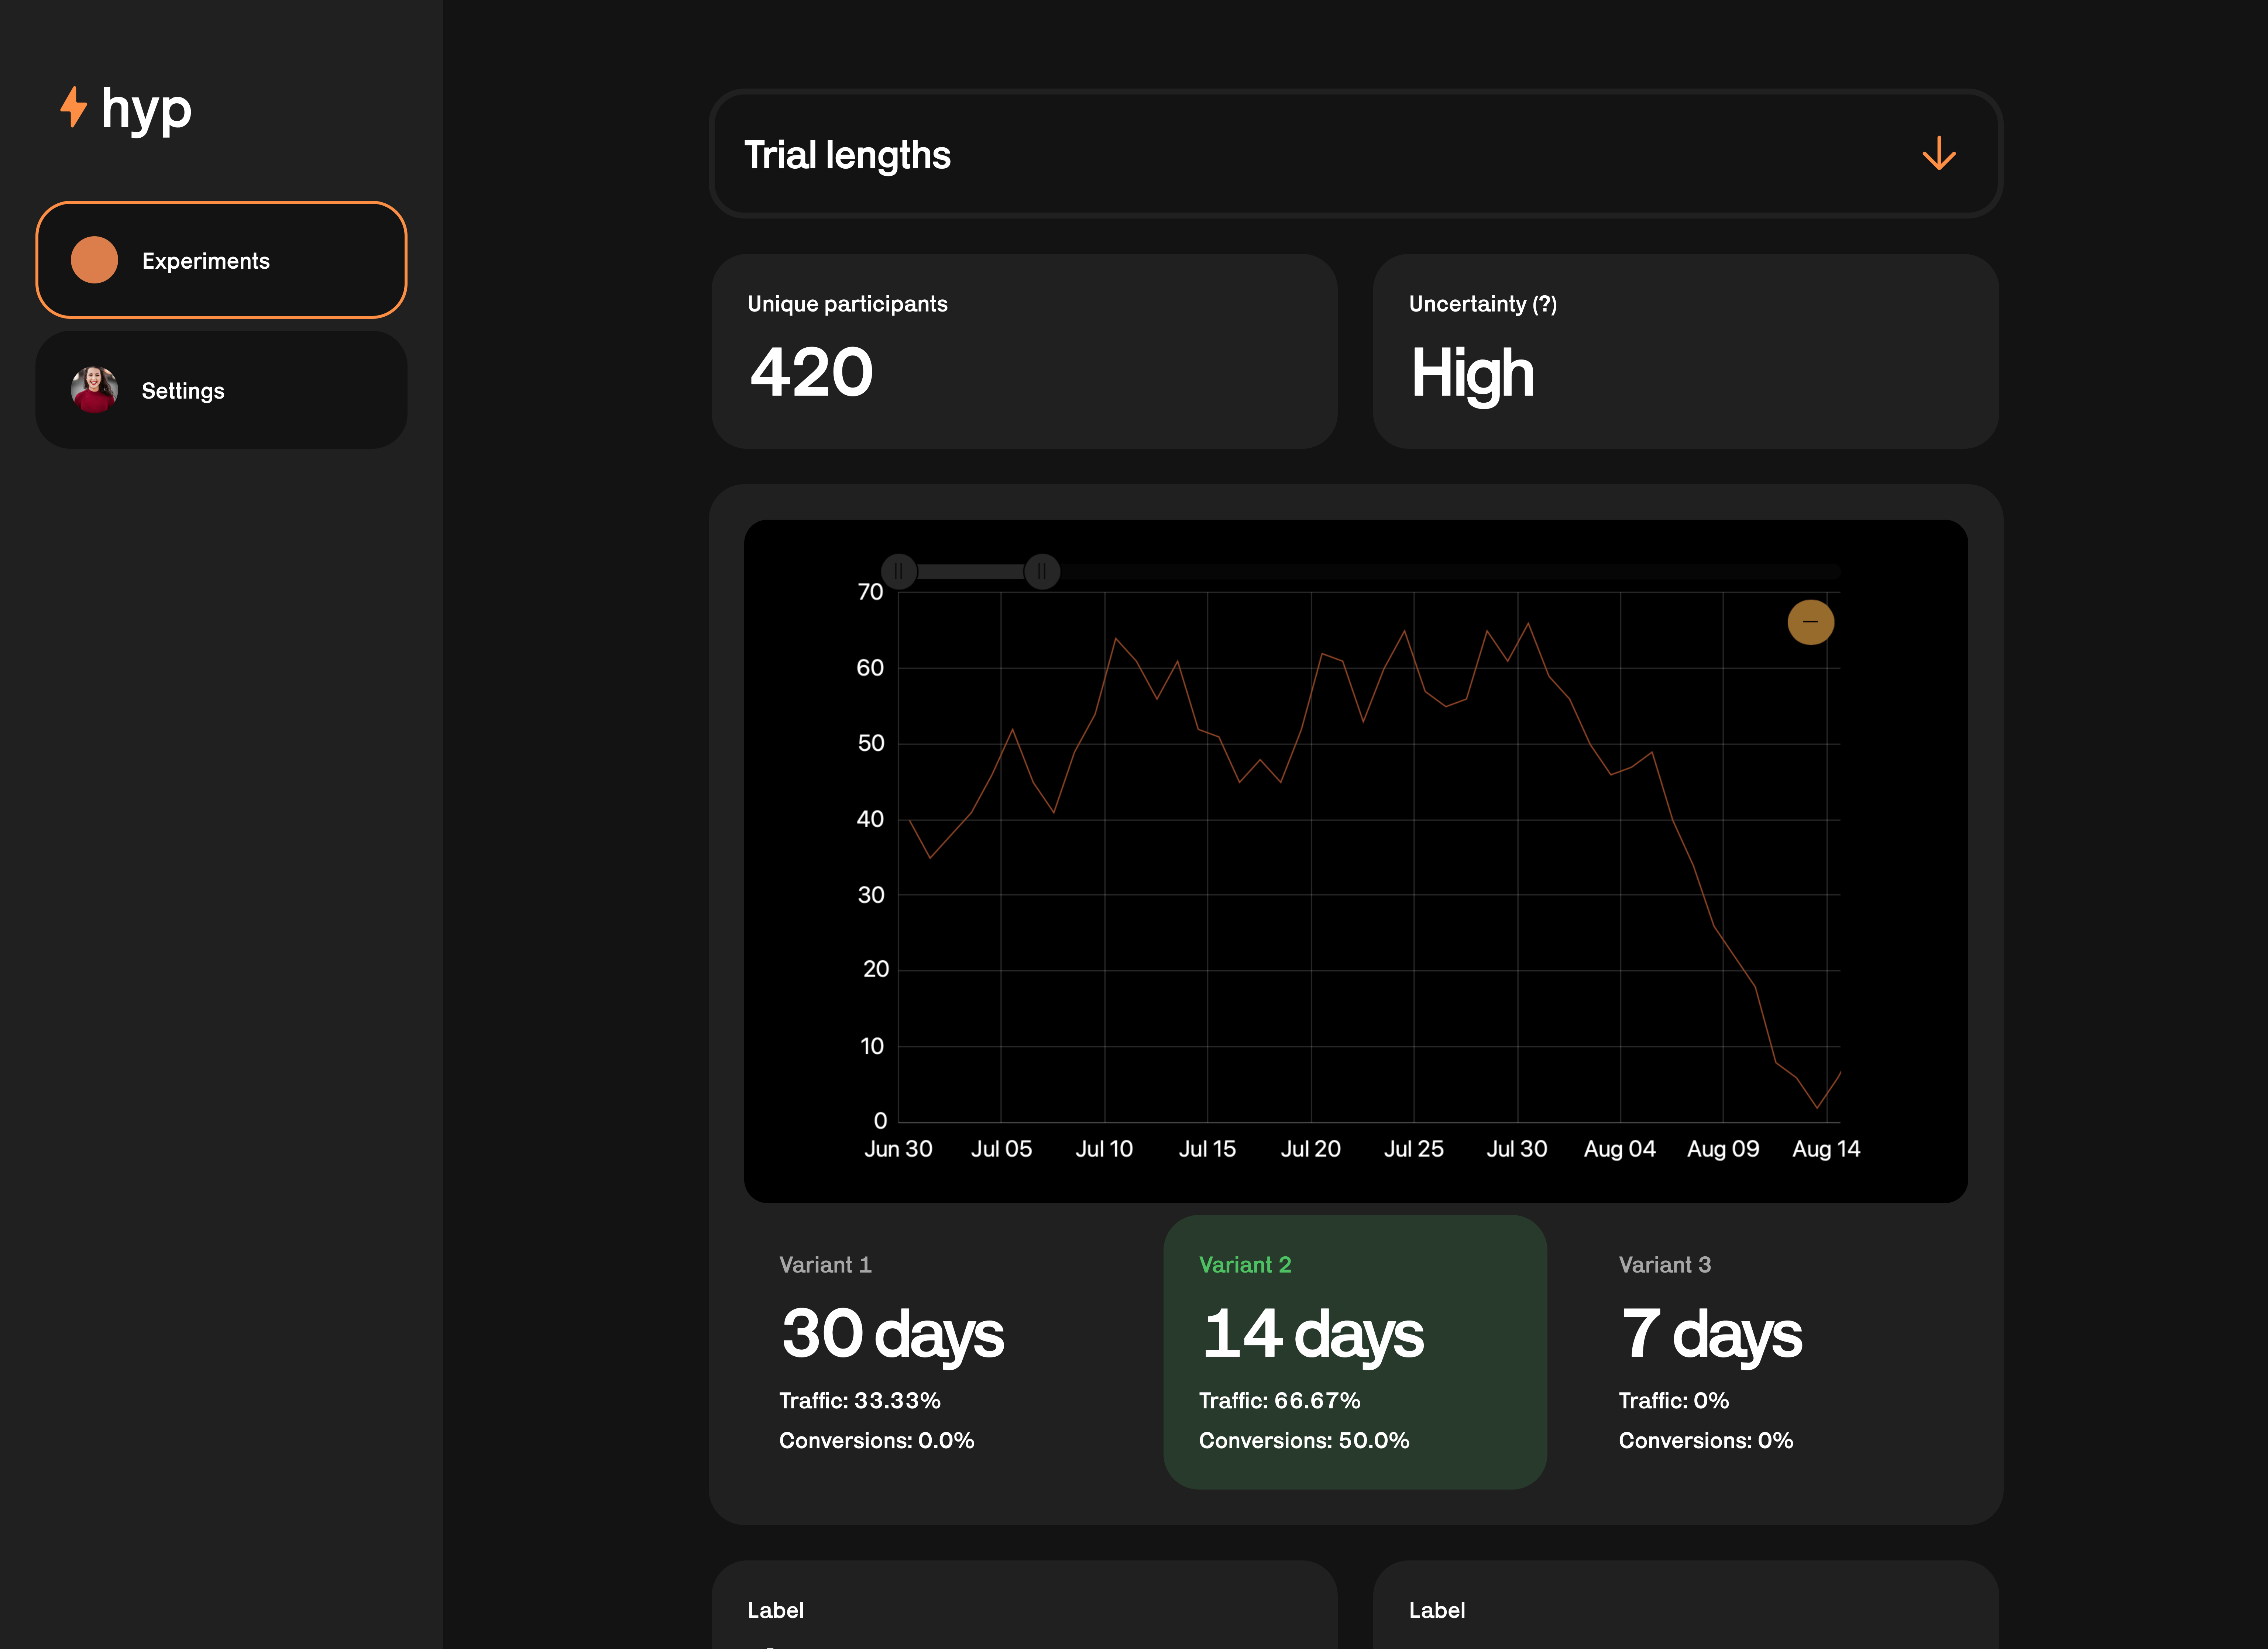 hyp
Experiments
Settings
Trial lengths
Unique participants
420
Uncertainty (?)
High
70
60
50
40
30
20
10
0
Jun 30 Jul 05 Jul 10 Jul 15 Jul 20 Jul 25 Jul 30 Aug 04 Aug 09 Aug 14
Variant 1
30 days
Traffic: 33.33%
Conversions: 0.0%
Variant 2
14 days
Traffic: 66.67%
Conversions: 50.0%
Variant 3
7 days
Traffic: 0%
Conversions: 0%
Label
Label